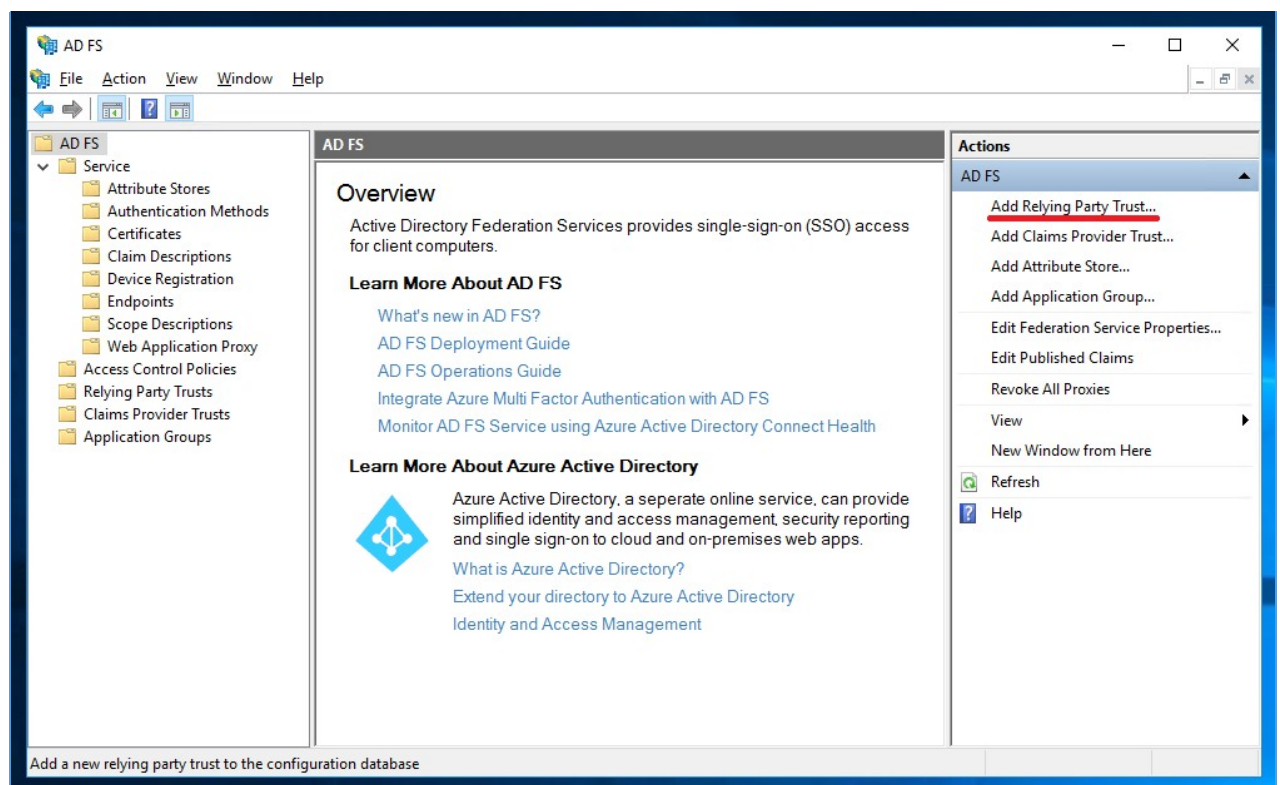 AD FS
File Action View Window Help
AD FS
Service
Attribute Stores
Authentication Methods
Certificates
Claim Descriptions
Device Registration
Endpoints
Scope Descriptions
Web Application Proxy
Access Control Policies
Relying Party Trusts
Claims Provider Trusts
Application Groups
AD FS
Overview
Active Directory Federation Services provides single-sign-on (SSO) access
for client computers.
Learn More About AD FS
What's new in AD FS?
AD FS Deployment Guide
AD FS Operations Guide
Integrate Azure Multi Factor Authentication with AD FS
Monitor AD FS Service using Azure Active Directory Connect Health
Learn More About Azure Active Directory
Azure Active Directory, a seperate online service, can provide
simplified identity and access management, security reporting
and single sign-on to cloud and on-premises web apps.
What is Azure Active Directory?
Extend your directory to Azure Active Directory
Identity and Access Management
Actions
AD FS
Add Relying Party Trust...
Add Claims Provider Trust...
Add Attribute Store...
Add Application Group...
Edit Federation Service Properties...
Edit Published Claims
Revoke All Proxies
View
New Window from Here
Refresh
Help
Add a new relying party trust to the configuration database